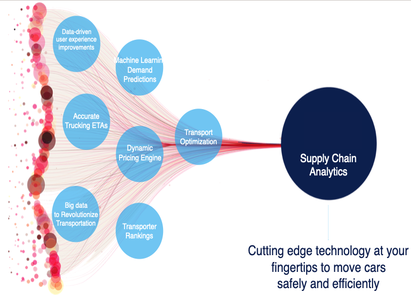 Data-driven
user experience
improvements
Machine Learning
Demand
Predictions
Accurate
Trucking ETAs
Dynamic
Pricing Engine
Transport
Optimization
Big data
to Revolutionize
Transportation
Transporter
Rankings
Supply Chain
Analytics
Cutting edge technology at your
fingertips to move cars
safely and efficiently